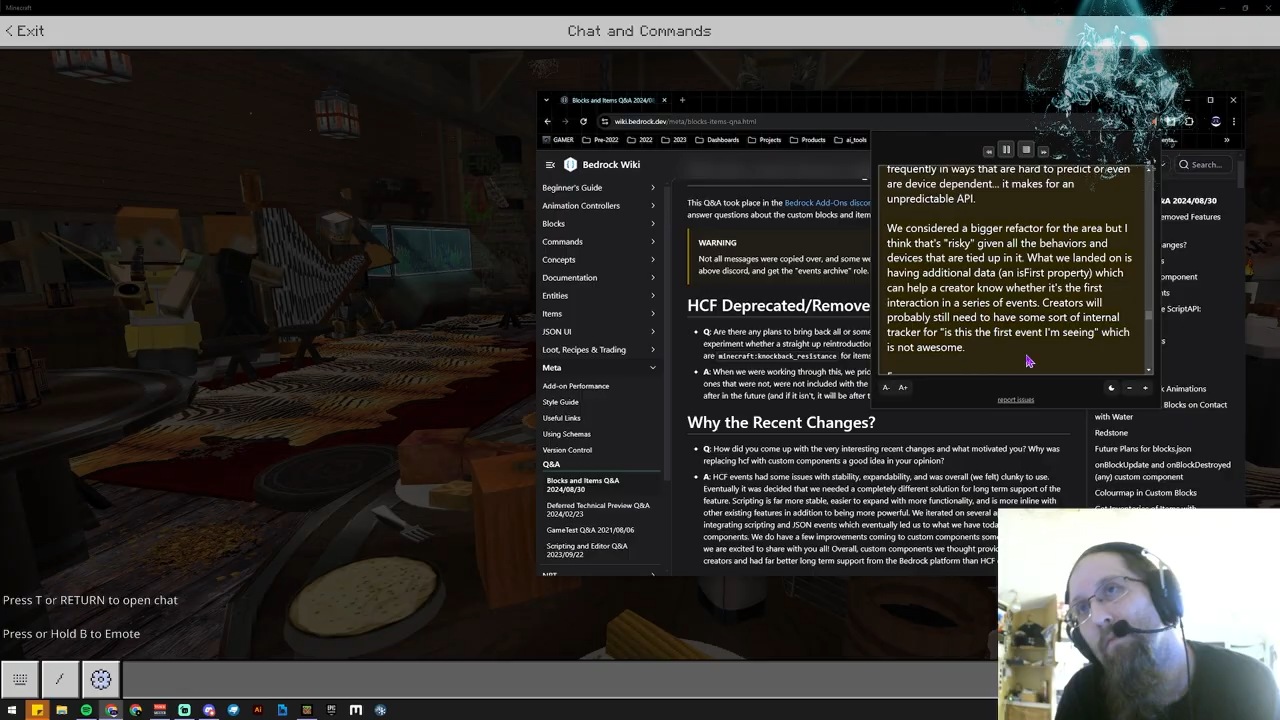 Minecraft
< Exit
Chat and Commands
Blocks and Items Q&A 2024/08
wiki.bedrock.dev/meta/blocks-items-qna.html
GAMER
Pre-2022
2022
2023
Dashboards
Projects
Products
ai_tools
Bedrock Wiki
Search...
Beginner's Guide
Animation Controllers
Blocks
Commands
Concepts
Documentation
Entities
Items
JSON UI
Loot, Recipes & Trading
Meta
Add-on Performance
Style Guide
Useful Links
Using Schemas
Version Control
Q&A
Blocks and Items Q&A
2024/08/30
Deferred Technical Preview Q&A
2024/02/23
GameTest Q&A 2021/08/06
Scripting and Editor Q&A
2023/09/22
NBT
This Q&A took place in the Bedrock Add-Ons disco
answer questions about the custom blocks and item
WARNING
Not all messages were copied over, and some we
above discord, and get the "events archive" role.
HCF Deprecated/Remove
Q: Are there any plans to bring back all or some
experiment whether a straight up reintroduction
are minecraft:knockback_resistance for items
A: When we were working through this, we pric
ones that were not, were not included with the
after in the future (and if it isn't, it will be after t
Why the Recent Changes?
Q: How did you come up with the very interesting recent changes and what motivated you? Why was
replacing hcf with custom components a good idea in your opinion?
A: HCF events had some issues with stability, expandability, and was overall (we felt) clunky to use.
Eventually it was decided that we needed a completely different solution for long term support of the
feature. Scripting is far more stable, easier to expand with more functionality, and is more inline with
other existing features in addition to being more powerful. We iterated on several a
integrating scripting and JSON events which eventually led us to what we have toda
components. We do have a few improvements coming to custom components som
we are excited to share with you all! Overall, custom components we thought provi
creators and had far better long term support from the Bedrock platform than HCF
frequently in ways that are hard to predict or even
are device dependent... it makes for an
unpredictable API.
We considered a bigger refactor for the area but I
think that's "risky" given all the behaviors and
devices that are tied up in it. What we landed on is
having additional data (an isFirst property) which
can help a creator know whether it's the first
interaction in a series of events. Creators will
probably still need to have some sort of internal
tracker for "is this the first event I'm seeing" which
is not awesome.
A-
A+
report issues
&A 2024/08/30
emoved Features
nges?
ponent
e ScriptAPI:
Animations
Blocks on Contact
with Water
Redstone
Future Plans for blocks.json
onBlockUpdate and onBlockDestroyed
(any) custom component
Colourmap in Custom Blocks
Press T or RETURN to open chat
Press or Hold B to Emote